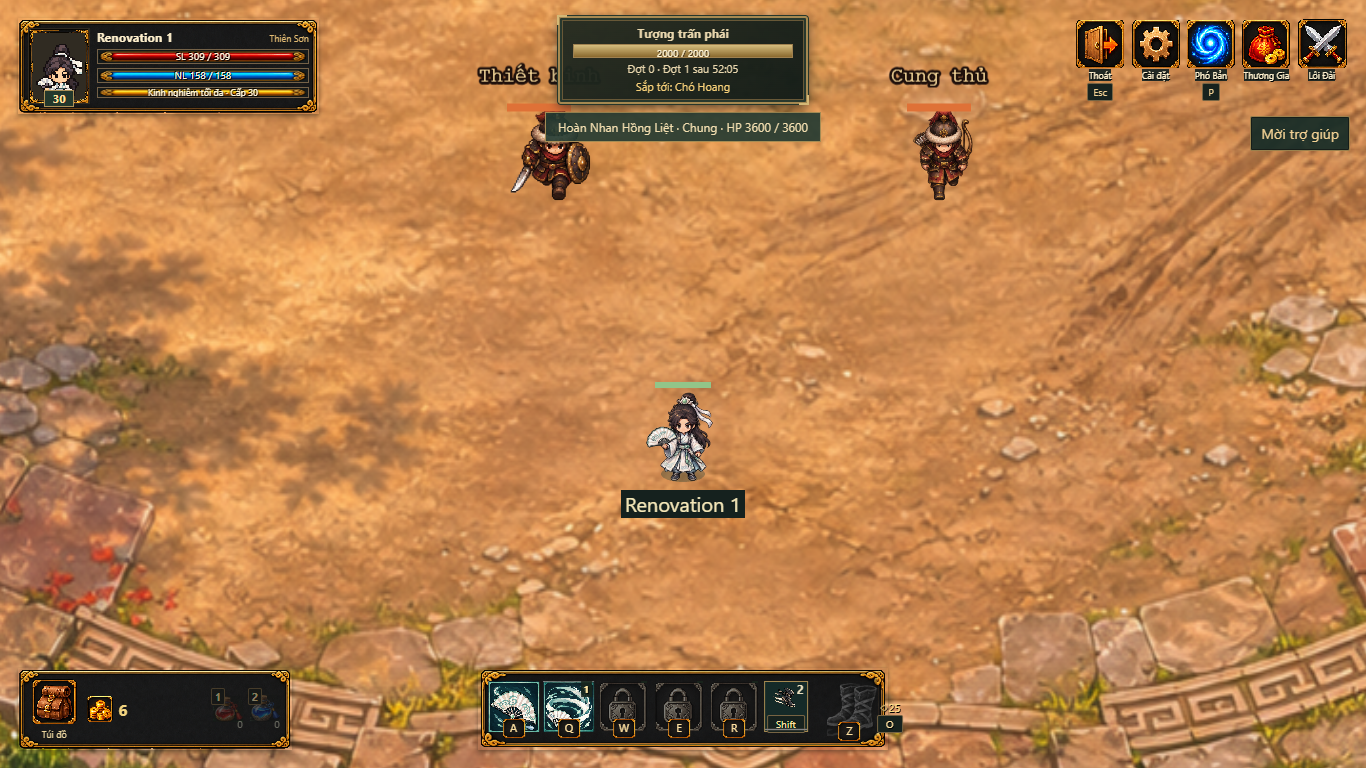 Renovation 1
Thiên Sơn
SL 309 / 309
NL 158 / 158
Kinh nghiệm tối đa · Cấp 30
30
Tượng trấn phái
2000 / 2000
Đợt 0 · Đợt 1 sau 52:05
Sắp tới: Chó Hoang
Hoàn Nhan Hồng Liệt · Chung · HP 3600 / 3600
Thiết
Cung thủ
Thoát
Cài đặt
Phó Bản
Thương Gia
Lôi Đài
Esc
P
Mời trợ giúp
Renovation 1
Túi đồ
6
1
0
2
0
A
1
Q
W
E
R
2
Shift
Z
25
O